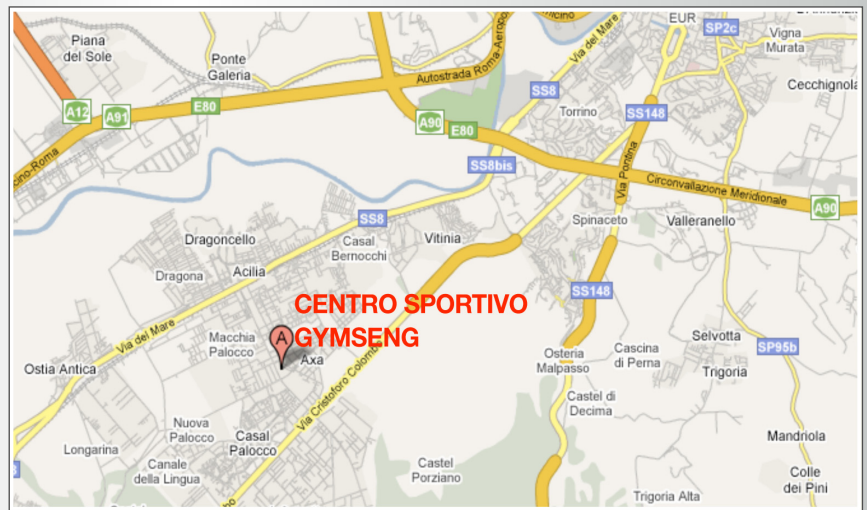 EUR
SP2c
Via del Mare
Vigna
Murata
Piana
del Sole
Ponte
Galeria
Autostrada Roma-Aeropo
Cecchignola
SS8
A12
A91
E80
Torrino
SS148
A90
E80
SS8bis
Via Pontina
Circonvallazione Meridionale
A90
SS8
Spinaceto
Valleranello
Dragoncello
Casal
Bernocchi
Vitinia
Dragona
Acilia
SS148
CENTRO SPORTIVO
GYMSENG
A
Via del Mare
Macchia
Palocco
Axa
Ostia Antica
Via Cristoforo Colombo
Osteria
Malpasso
Cascina
di Perna
Selvotta
SP95b
Trigoria
Castel di
Decima
Nuova
Palocco
Casal
Palocco
Longarina
Canale
della Lingua
Castel
Porziano
Mandriola
Colle
dei Pini
Trigoria Alta